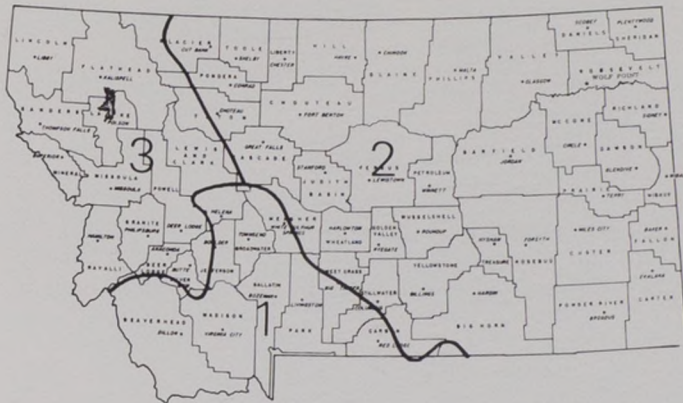 LINCOLN
LIBBY
FLATHEAD
KALISPELL
GLACIER
CUT BANK
TOOLE
SHELBY
LIBERTY
CHESTER
HILL
HAVRE
BLAINE
CHINOOK
PHILLIPS
MALTA
VALLEY
GLASGOW
DANIELS
SCOBEY
SHERIDAN
PLENTYWOOD
ROOSEVELT
WOLF POINT
PONDERA
CONRAD
CHOTEAU
CHOUTEAU
FORT BENTON
SANDERS
THOMPSON FALLS
POLSON
4
3
2
1
LEWIS
AND
CLARK
GREAT FALLS
CASCADE
STANFORD
JUDITH
BASIN
FERGUS
LEWISTOWN
PETROLEUM
WINNETT
GARFIELD
JORDAN
MCCONE
CIRCLE
RICHLAND
SIDNEY
DAWSON
GLENDIVE
PRAIRIE
TERRY
WIBAUX
SUPERIOR
MINERAL
MISSOULA
MISSOULA
POWELL
HELENA
GRANITE
PHILIPSBURG
DEER LODGE
ANACONDA
HAMILTON
RAVALLI
BUTTE
BOULDER
JEFFERSON
TOWNSEND
BROADWATER
MEAGHER
WHITE SULPHUR
SPRINGS
HARLOWTON
WHEATLAND
GOLDEN
VALLEY
RYEGATE
MUSSELSHELL
ROUNDUP
HYSHAM
TREASURE
FORSYTH
ROSEBUD
MILES CITY
CUSTER
BAKER
FALLON
GALLATIN
BOZEMAN
LIVINGSTON
PARK
SWEET GRASS
BIG TIMBER
STILLWATER
COLUMBUS
YELLOWSTONE
BILLINGS
HARDIN
BIG HORN
CARBON
RED LODGE
POWDER RIVER
BROADUS
EKALAKA
CARTER
BEAVERHEAD
DILLON
MADISON
VIRGINIA CITY